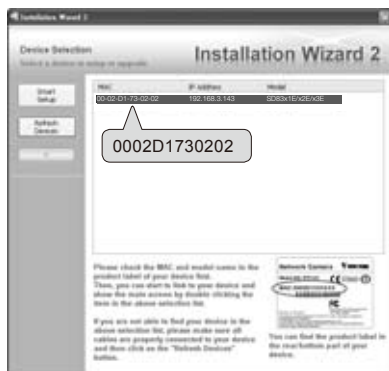 Installation Wizard 2
Device Selection
Select a device to setup or upgrade
Installation Wizard 2
Smart
Setup
Refresh
Devices
MAC IP Address Model
00-02-D1-73-02-02 192.168.3.143 SD83x1E/x2E/x3E
0002D1730202
Please check the MAC and model name in the
product label of your device first.
Then, you can start to link to your device and
show the main access by double clicking the
item in the above selection list.
If you are not able to find your device in the
above selection list, please make sure all
cables are properly connected to your device
and then click on the "Refresh Devices"
button.
Network Camera
You can find the product label in
the rear/bottom part of your
device.